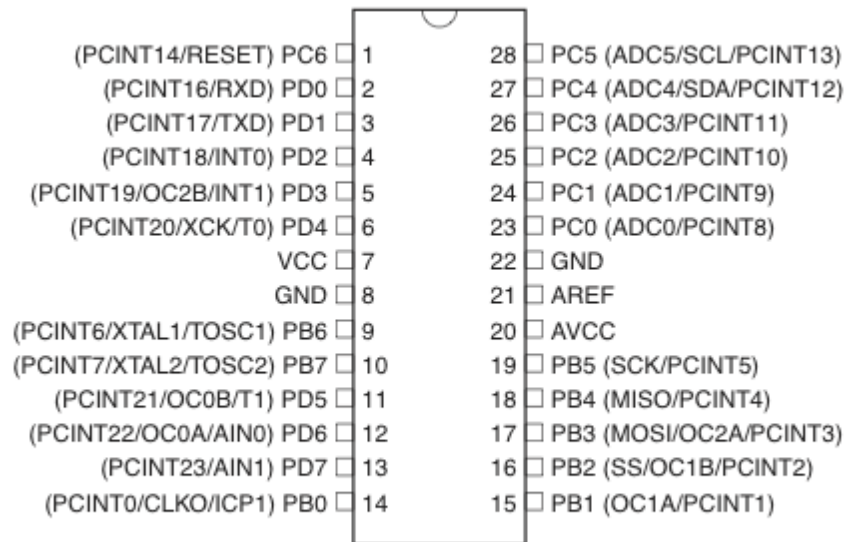 (PCINT14/RESET) PC6 1 28 PC5 (ADC5/SCL/PCINT13)
(PCINT16/RXD) PD0 2 27 PC4 (ADC4/SDA/PCINT12)
(PCINT17/TXD) PD1 3 26 PC3 (ADC3/PCINT11)
(PCINT18/INT0) PD2 4 25 PC2 (ADC2/PCINT10)
(PCINT19/OC2B/INT1) PD3 5 24 PC1 (ADC1/PCINT9)
(PCINT20/XCK/T0) PD4 6 23 PC0 (ADC0/PCINT8)
VCC 7 22 GND
GND 8 21 AREF
(PCINT6/XTAL1/TOSC1) PB6 9 20 AVCC
(PCINT7/XTAL2/TOSC2) PB7 10 19 PB5 (SCK/PCINT5)
(PCINT21/OC0B/T1) PD5 11 18 PB4 (MISO/PCINT4)
(PCINT22/OC0A/AIN0) PD6 12 17 PB3 (MOSI/OC2A/PCINT3)
(PCINT23/AIN1) PD7 13 16 PB2 (SS/OC1B/PCINT2)
(PCINT0/CLKO/ICP1) PB0 14 15 PB1 (OC1A/PCINT1)